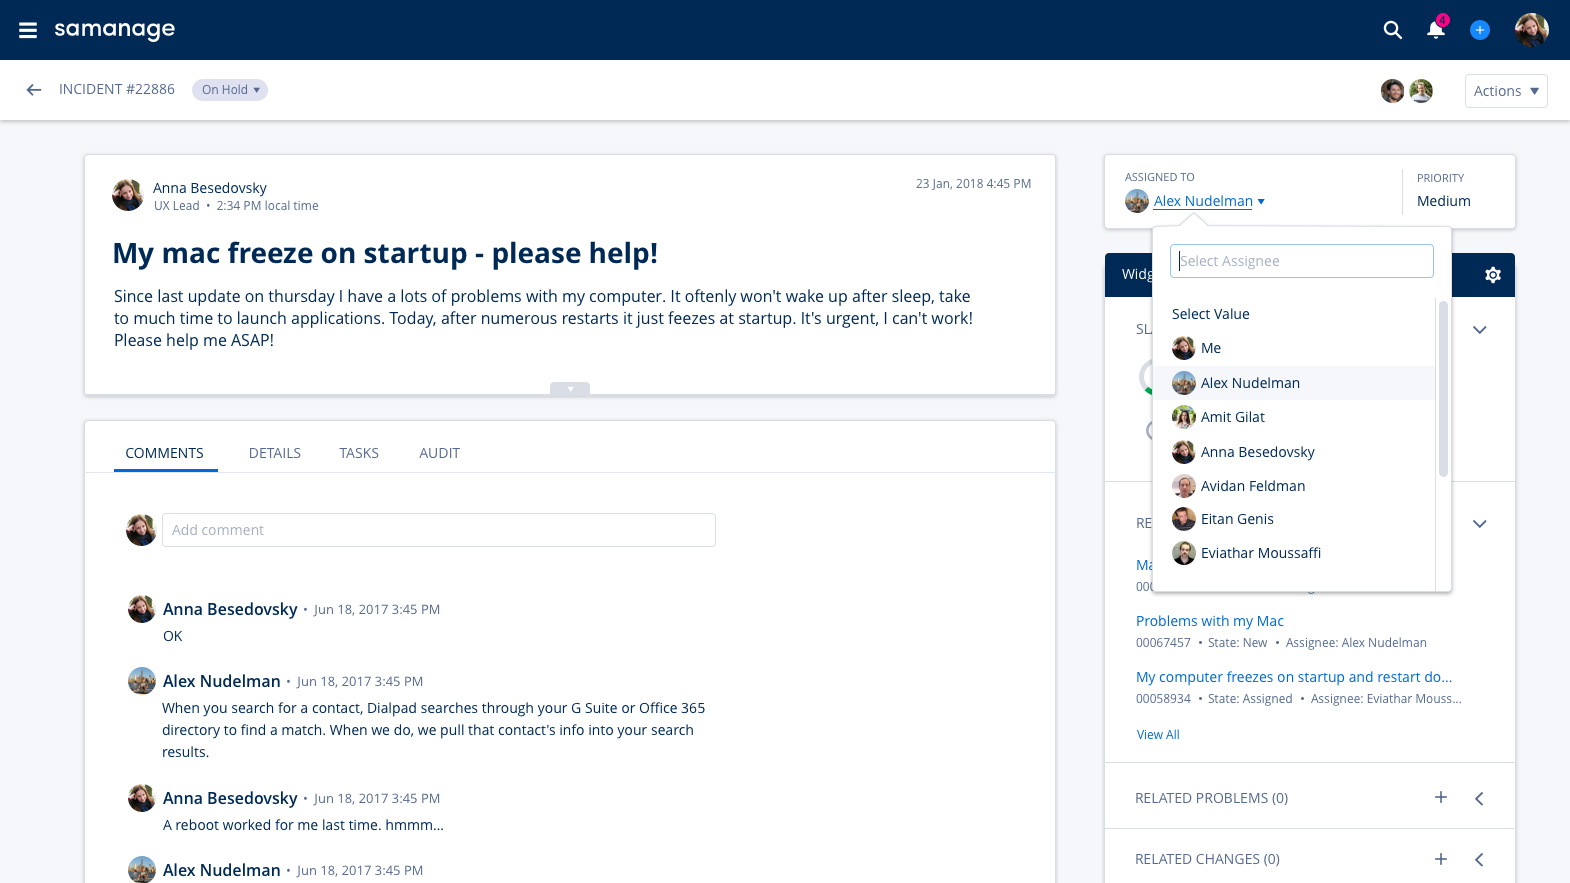 samanage
4
INCIDENT #22886
On Hold
Actions
Anna Besedovsky
UX Lead • 2:34 PM local time
23 Jan, 2018 4:45 PM
My mac freeze on startup - please help!
Since last update on thursday I have a lots of problems with my computer. It oftenly won't wake up after sleep, take
to much time to launch applications. Today, after numerous restarts it just feezes at startup. It's urgent, I can't work!
Please help me ASAP!
COMMENTS
DETAILS
TASKS
AUDIT
Add comment
Anna Besedovsky • Jun 18, 2017 3:45 PM
OK
Alex Nudelman • Jun 18, 2017 3:45 PM
When you search for a contact, Dialpad searches through your G Suite or Office 365
directory to find a match. When we do, we pull that contact's info into your search
results.
Anna Besedovsky • Jun 18, 2017 3:45 PM
A reboot worked for me last time. hmmm...
Alex Nudelman • Jun 18, 2017 3:45 PM
ASSIGNED TO
Alex Nudelman
PRIORITY
Medium
Select Assignee
Select Value
Me
Alex Nudelman
Amit Gilat
Anna Besedovsky
Avidan Feldman
Eitan Genis
Eviathar Moussaffi
Problems with my Mac
00067457 • State: New • Assignee: Alex Nudelman
My computer freezes on startup and restart do...
00058934 • State: Assigned • Assignee: Eviathar Mouss...
View All
RELATED PROBLEMS (0)
RELATED CHANGES (0)